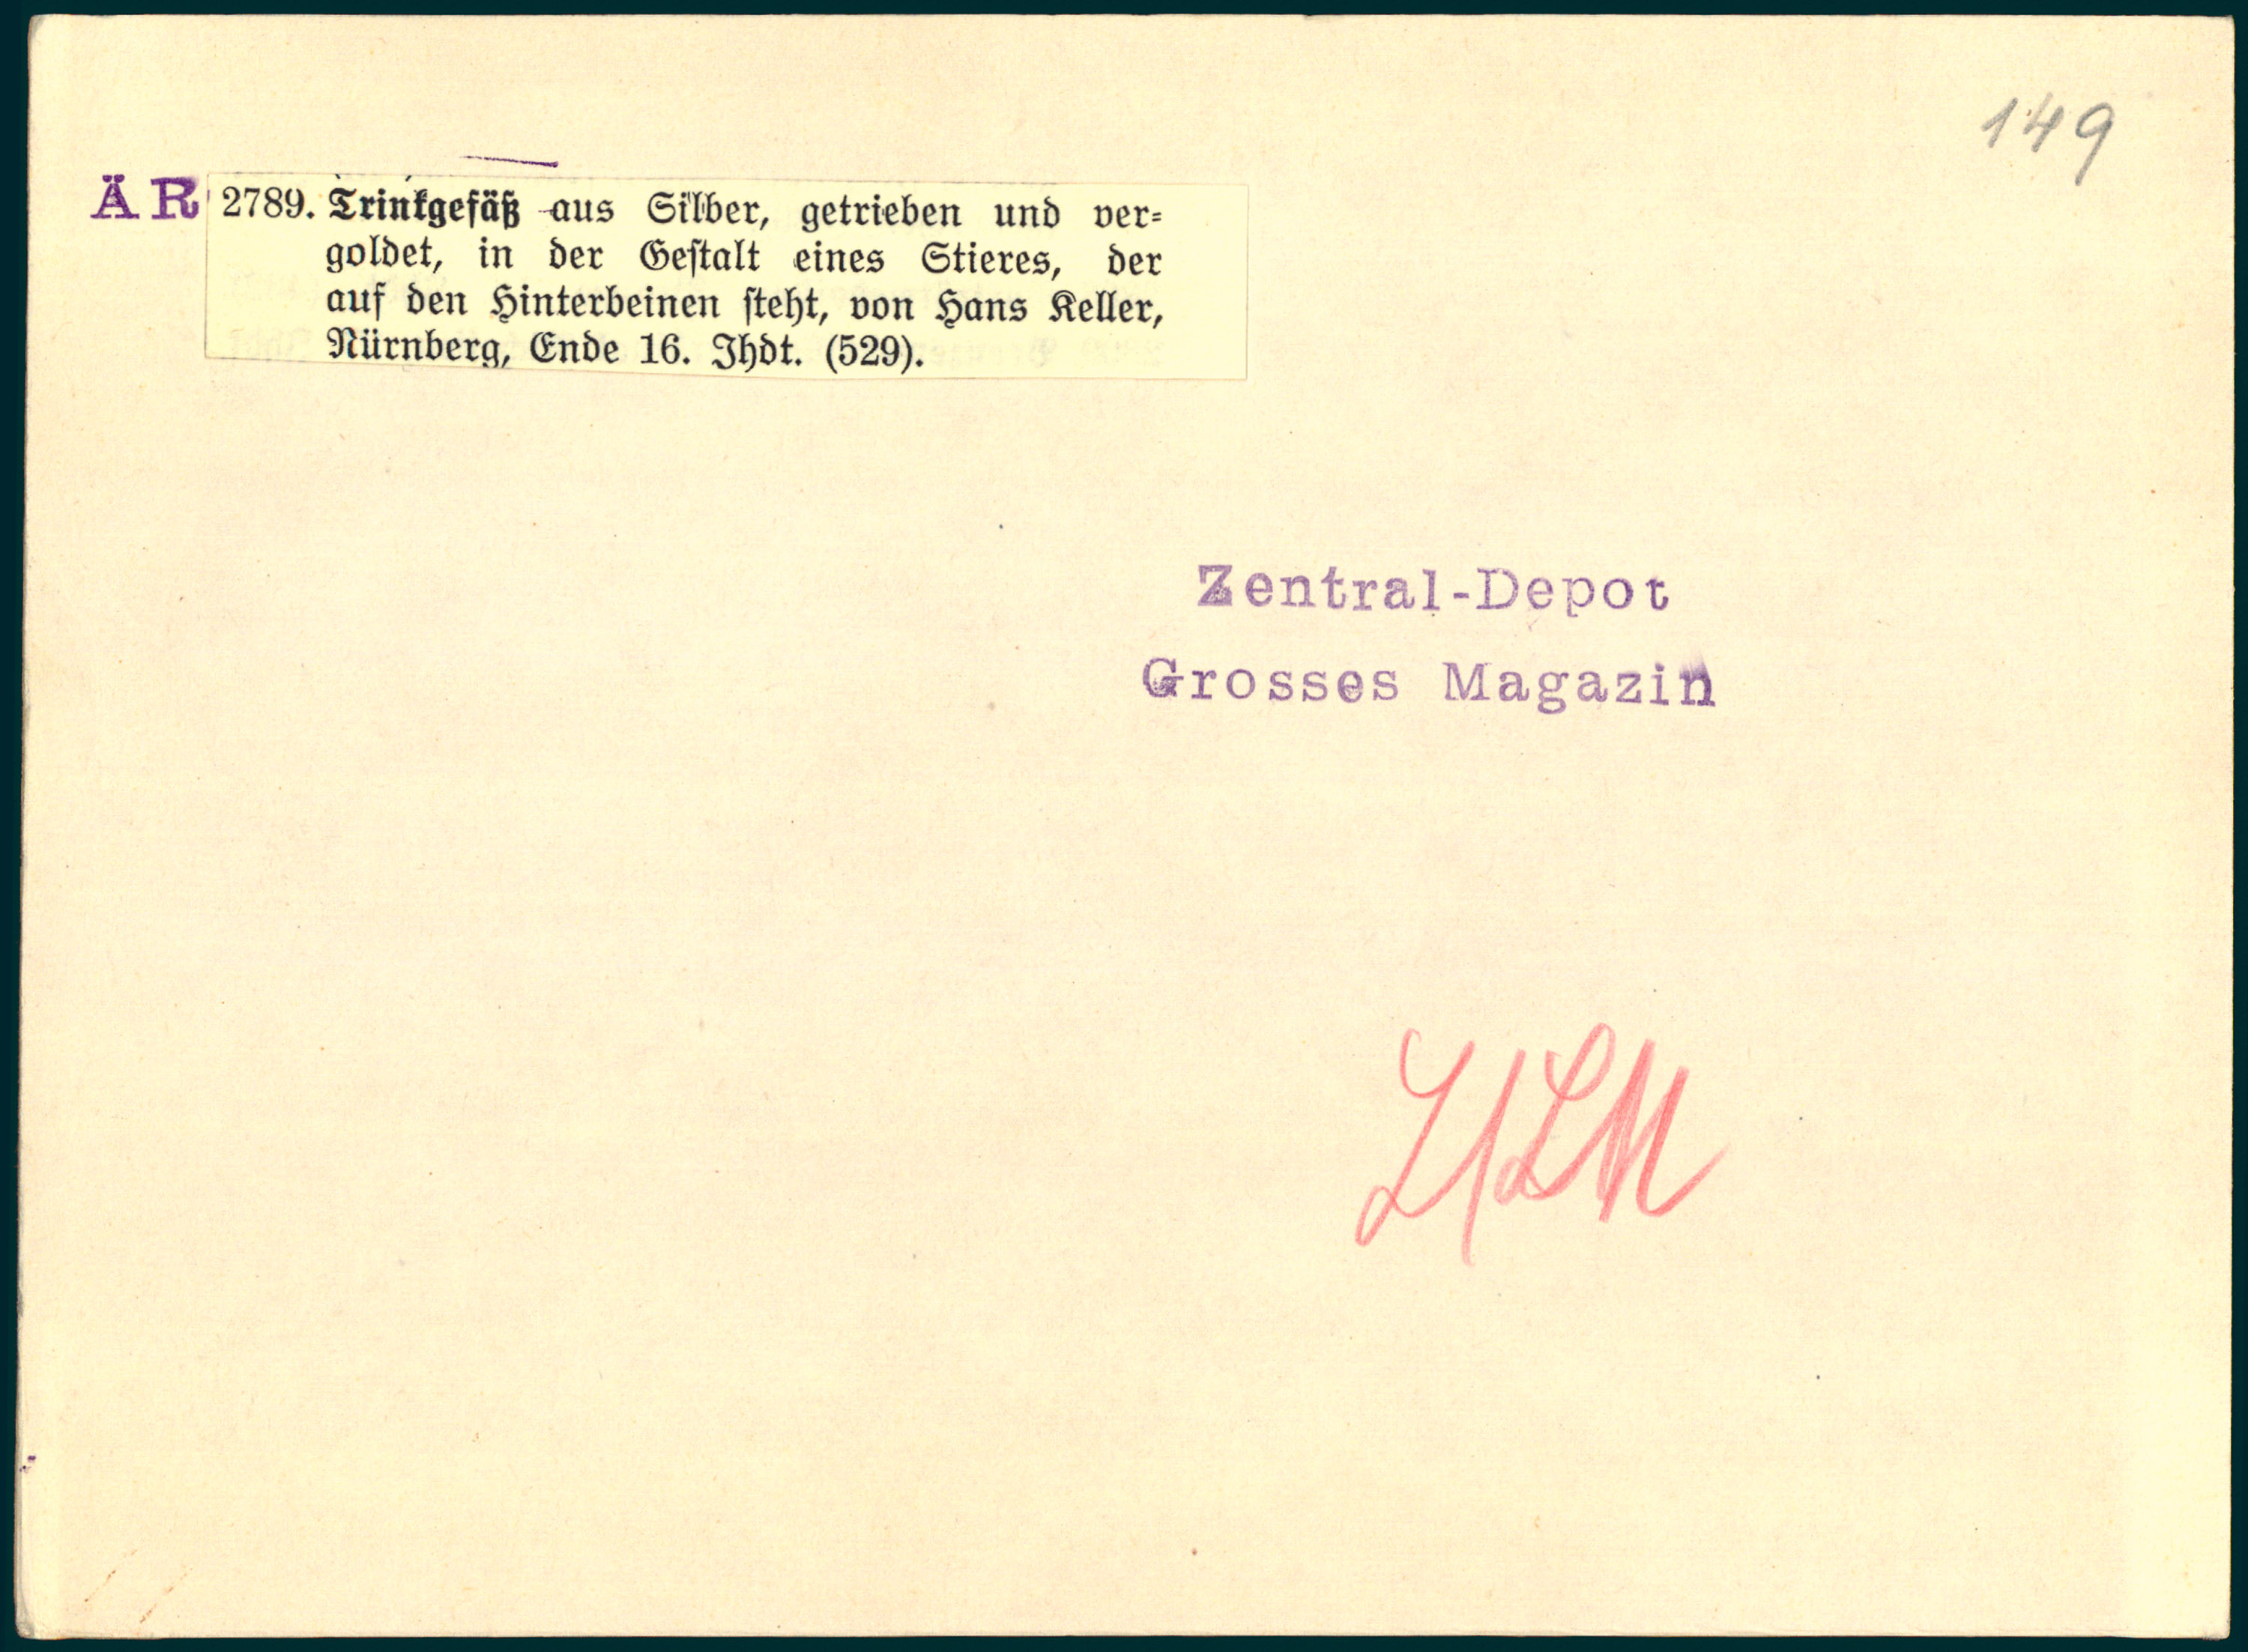 149
ÄR 2789. Trinkgefäß aus Silber, getrieben und ver=
goldet, in der Gestalt eines Stieres, der
auf den Hinterbeinen steht, von Hans Keller,
Nürnberg, Ende 16. Jhdt. (529).
Zentral-Depot
Grosses Magazin